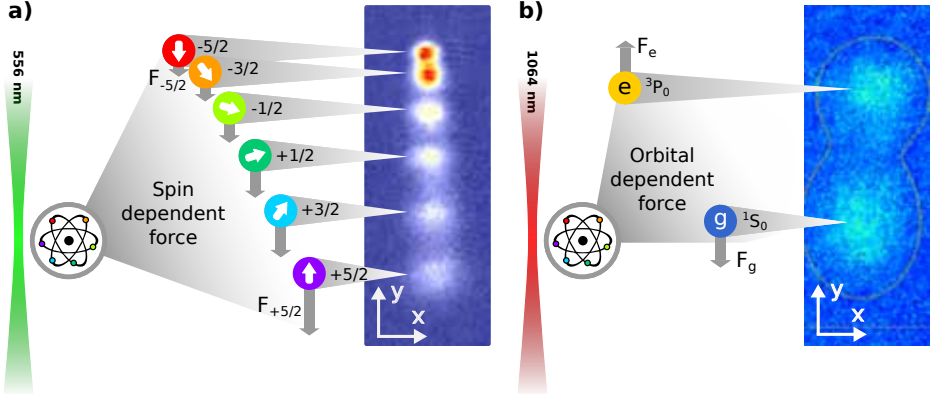 a)
556 nm
-5/2
F-5/2
-3/2
-1/2
+1/2
+3/2
+5/2
F+5/2
Spin
dependent
force
y
x
b)
1064 nm
Fe
e
³P₀
Orbital
dependent
force
g
¹S₀
Fg
y
x